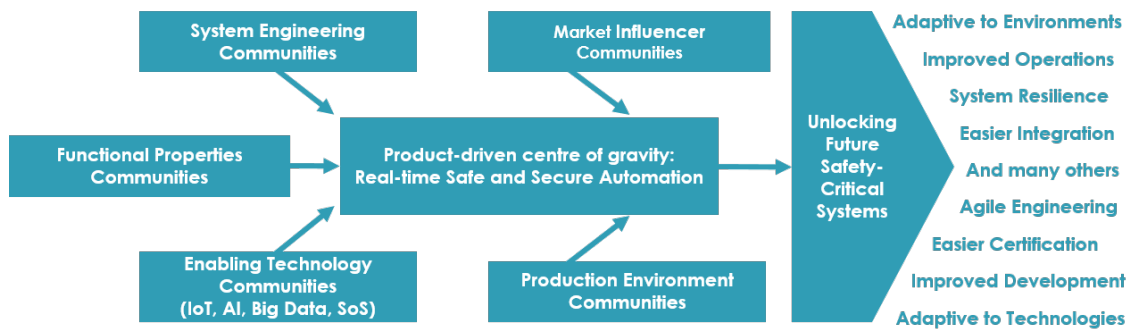 System Engineering
Communities
Market Influencer
Communities
Functional Properties
Communities
Product-driven centre of gravity:
Real-time Safe and Secure Automation
Enabling Technology
Communities
(IoT, AI, Big Data, SoS)
Production Environment
Communities
Unlocking
Future
Safety-
Critical
Systems
Adaptive to Environments
Improved Operations
System Resilience
Easier Integration
And many others
Agile Engineering
Easier Certification
Improved Development
Adaptive to Technologies